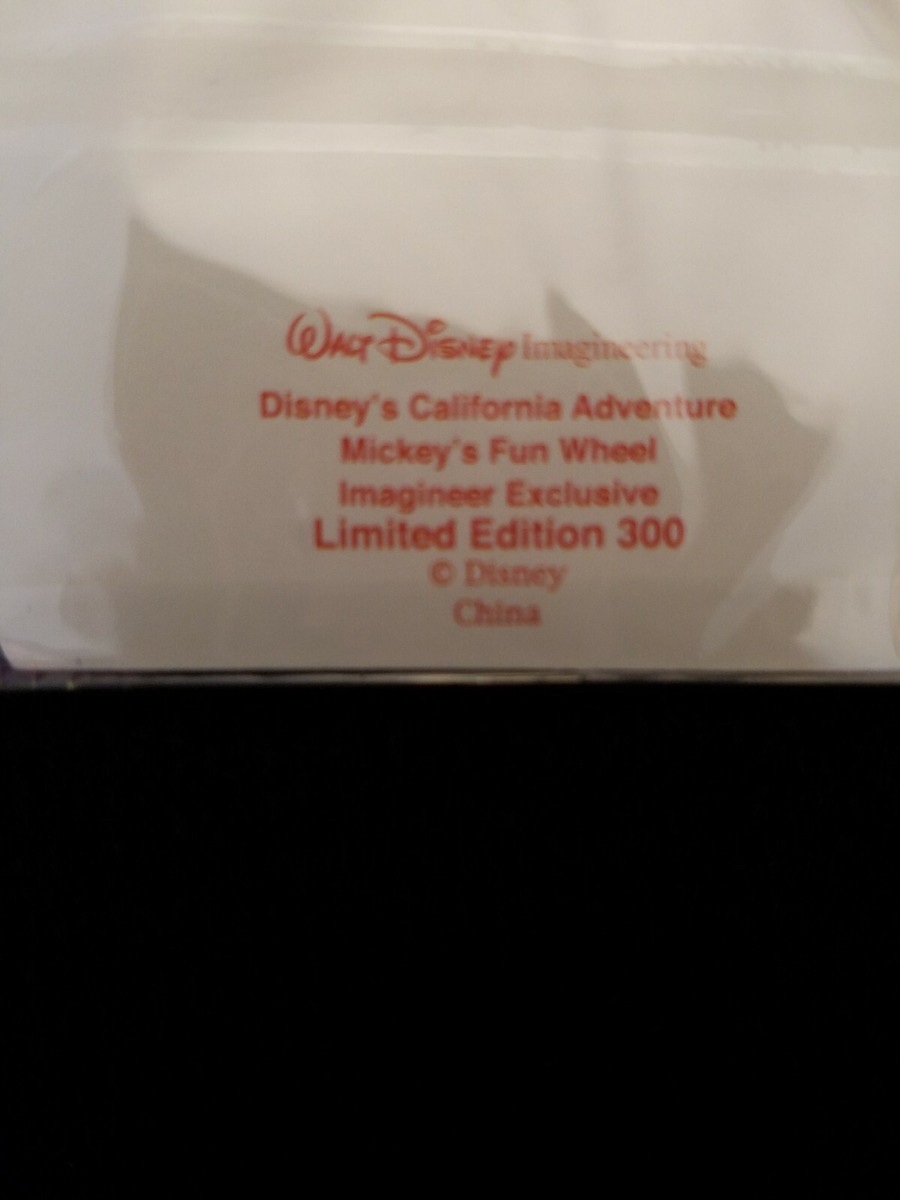 Walt Disney Imagineering
Disney's California Adventure
Mickey's Fun Wheel
Imagineer Exclusive
Limited Edition 300
© Disney
China